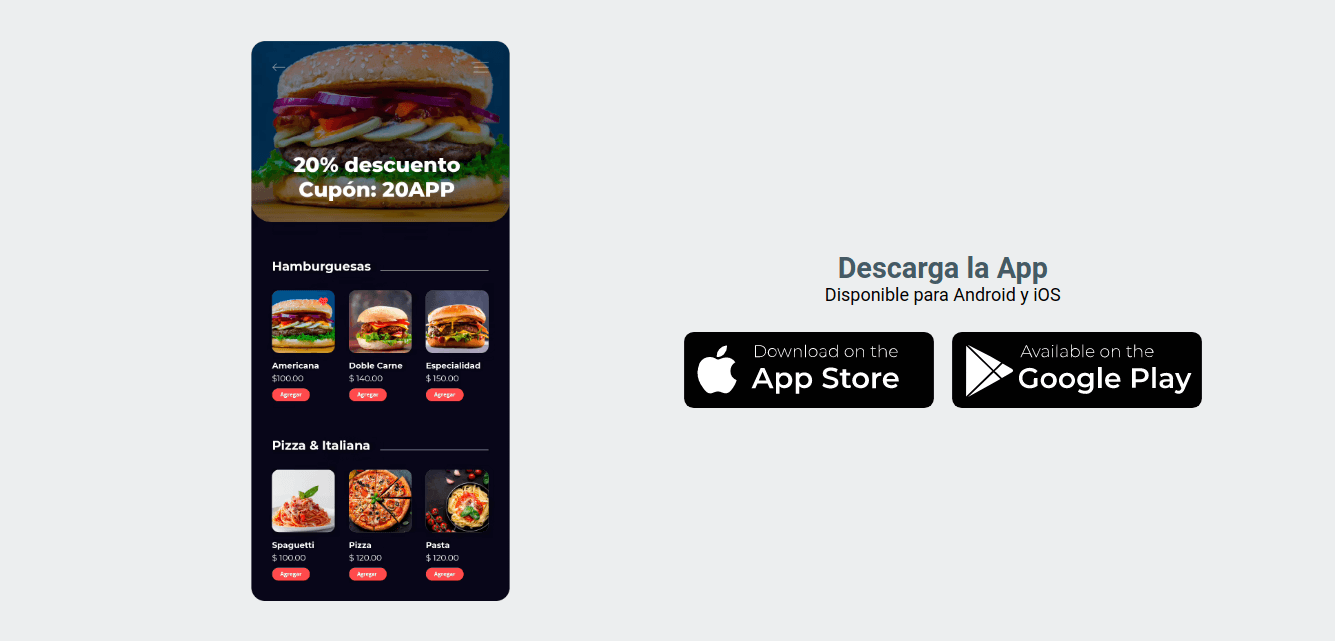 20% descuento
Cupón: 20APP
Hamburguesas
Americana
$100.00
Agregar
Doble Carne
$ 140.00
Agregar
Especialidad
$ 150.00
Agregar
Pizza & Italiana
Spaguetti
$ 100.00
Agregar
Pizza
$ 120.00
Agregar
Pasta
$ 120.00
Agregar
Descarga la App
Disponible para Android y iOS
Download on the
App Store
Available on the
Google Play